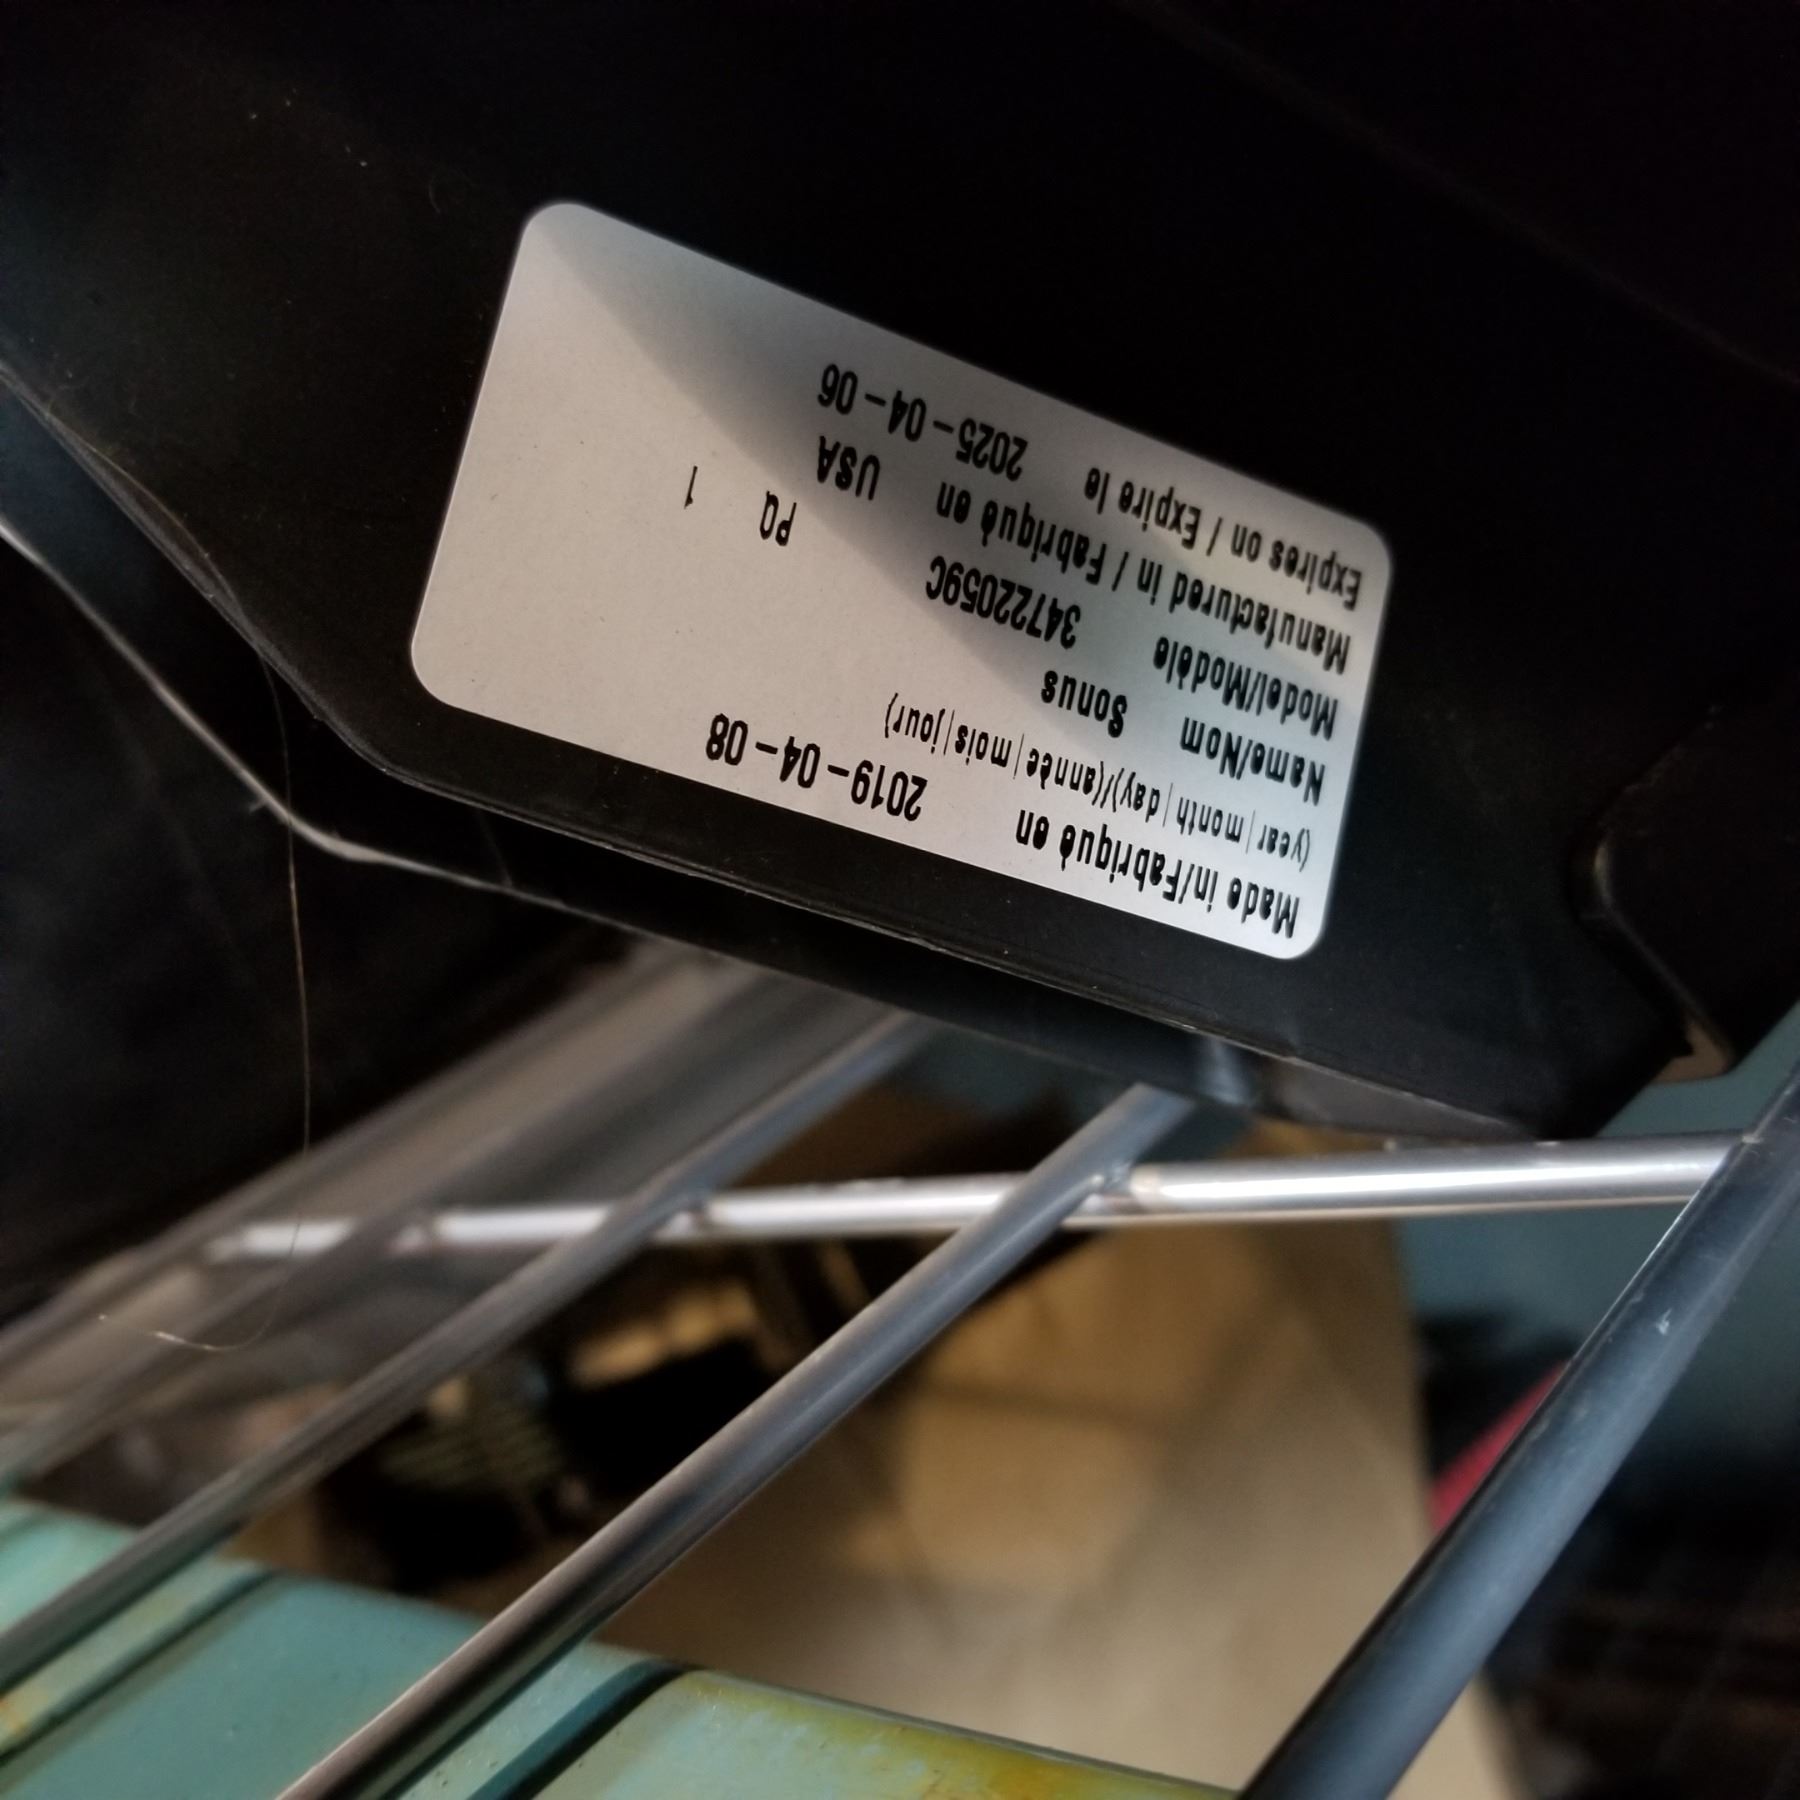 Made in/Fabriqué en 2019-04-08
(year|month|day)/(année|mois|jour)
Name/Nom Sonus
Model/Modèle 34722059C PQ 1
Manufactured in / Fabriqué en USA
Expires on / Expire le 2025-04-06